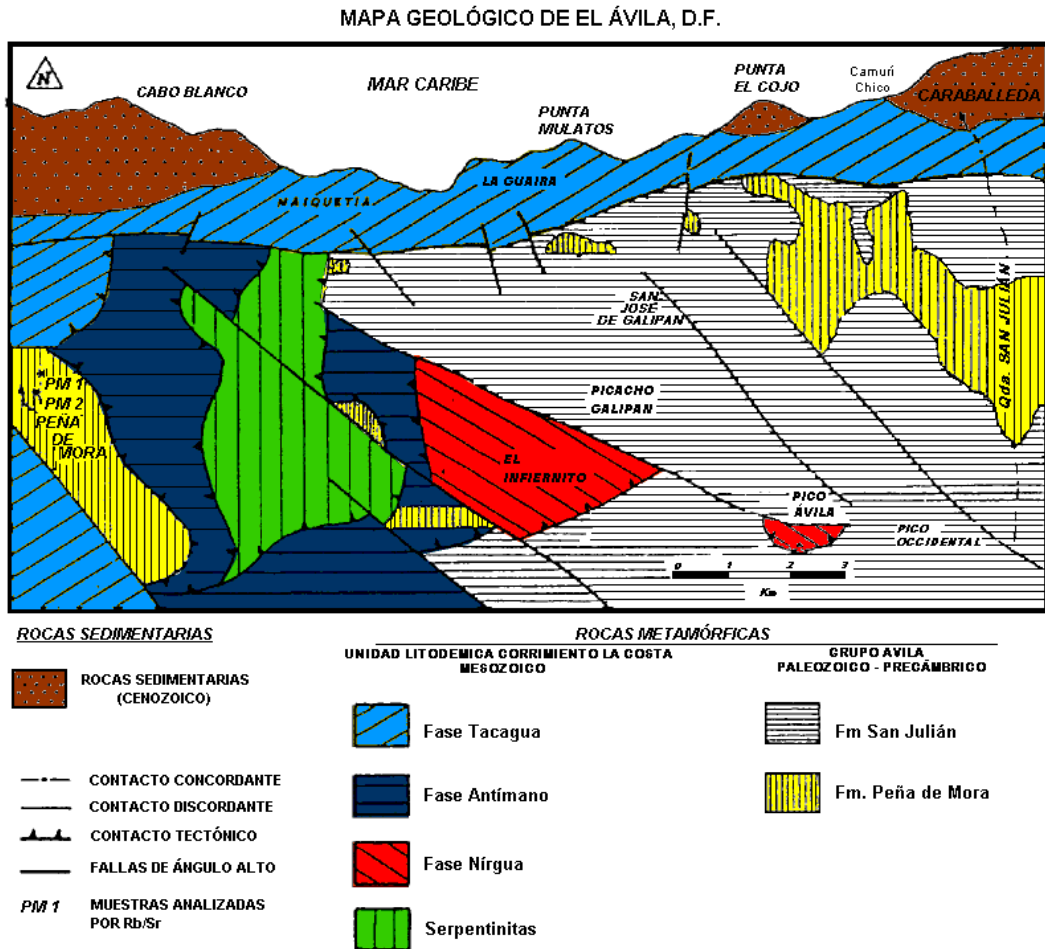 MAPA GEOLÓGICO DE EL ÁVILA, D.F.
N
CABO BLANCO
MAR CARIBE
PUNTA
MULATOS
PUNTA
EL COJO
Camurí
Chico
CARABALLEDA
MAIQUETIA
LA GUAIRA
SAN
JOSÉ
DE GALIPAN
Qda. SAN JULIÁN
PM 1
PM 2
PEÑA
DE
MORA
PICACHO
GALIPAN
EL
INFIERNITO
PICO
ÁVILA
PICO
OCCIDENTAL
0 1 2 3
Km
ROCAS SEDIMENTARIAS
ROCAS SEDIMENTARIAS
(CENOZOICO)
CONTACTO CONCORDANTE
CONTACTO DISCORDANTE
CONTACTO TECTÓNICO
FALLAS DE ÁNGULO ALTO
PM 1 MUESTRAS ANALIZADAS
POR Rb/Sr
ROCAS METAMÓRFICAS
UNIDAD LITODEMICA CORRIMIENTO LA COSTA
MESOZOICO
Fase Tacagua
Fase Antímano
Fase Nírgua
Serpentinitas
GRUPO AVILA
PALEOZOICO - PRECÁMBRICO
Fm San Julián
Fm. Peña de Mora